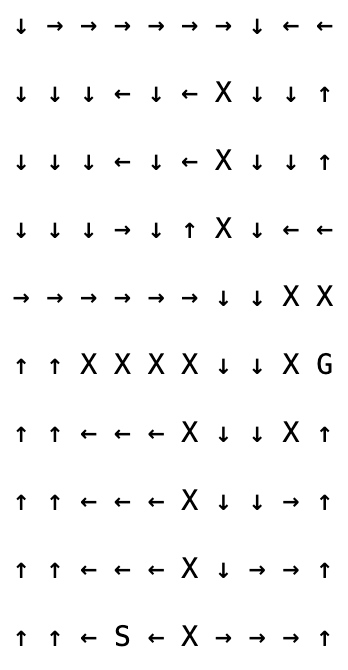 ↓ → → → → → → ↓ ← ←
↓ ↓ ↓ ← ↓ ← X ↓ ↓ ↑
↓ ↓ ↓ ← ↓ ← X ↓ ↓ ↑
↓ ↓ ↓ → ↓ ↑ X ↓ ← ←
→ → → → → → ↓ ↓ X X
↑ ↑ X X X X ↓ ↓ X G
↑ ↑ ← ← ← X ↓ ↓ X ↑
↑ ↑ ← ← ← X ↓ ↓ → ↑
↑ ↑ ← ← ← X ↓ → → ↑
↑ ↑ ← S ← X → → → ↑